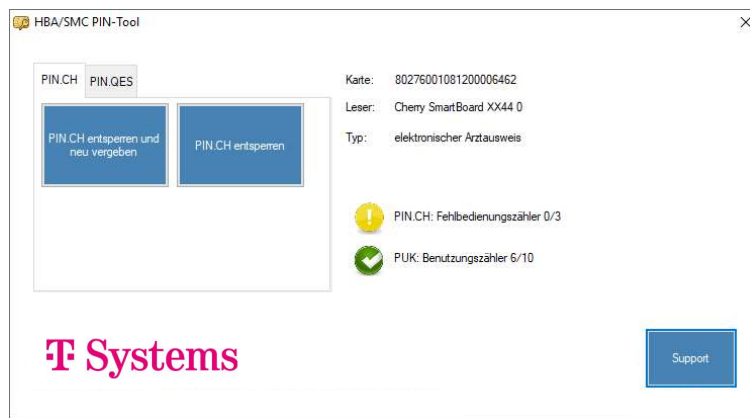 HBA/SMC PIN-Tool
PIN.CH
PIN.QES
PIN.CH entsperren und
neu vergeben
PIN.CH entsperren
Karte: 80276001081200006462
Leser: Cherry SmartBoard XX44 0
Typ: elektronischer Arztausweis
PIN.CH: Fehlbedienungszähler 0/3
PUK: Benutzungszähler 6/10
T Systems
Support